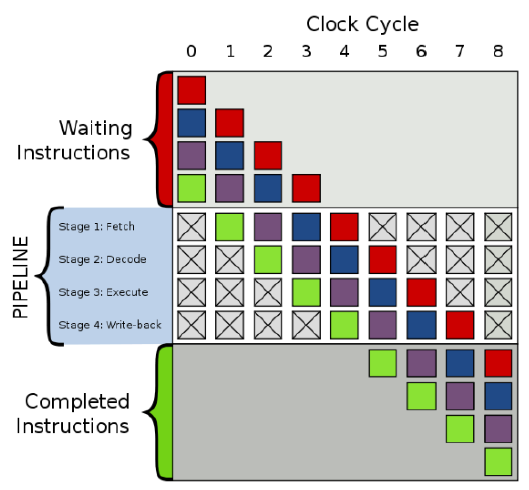 Clock Cycle
0 1 2 3 4 5 6 7 8
Waiting
Instructions
PIPELINE
Stage 1: Fetch
Stage 2: Decode
Stage 3: Execute
Stage 4: Write-back
Completed
Instructions